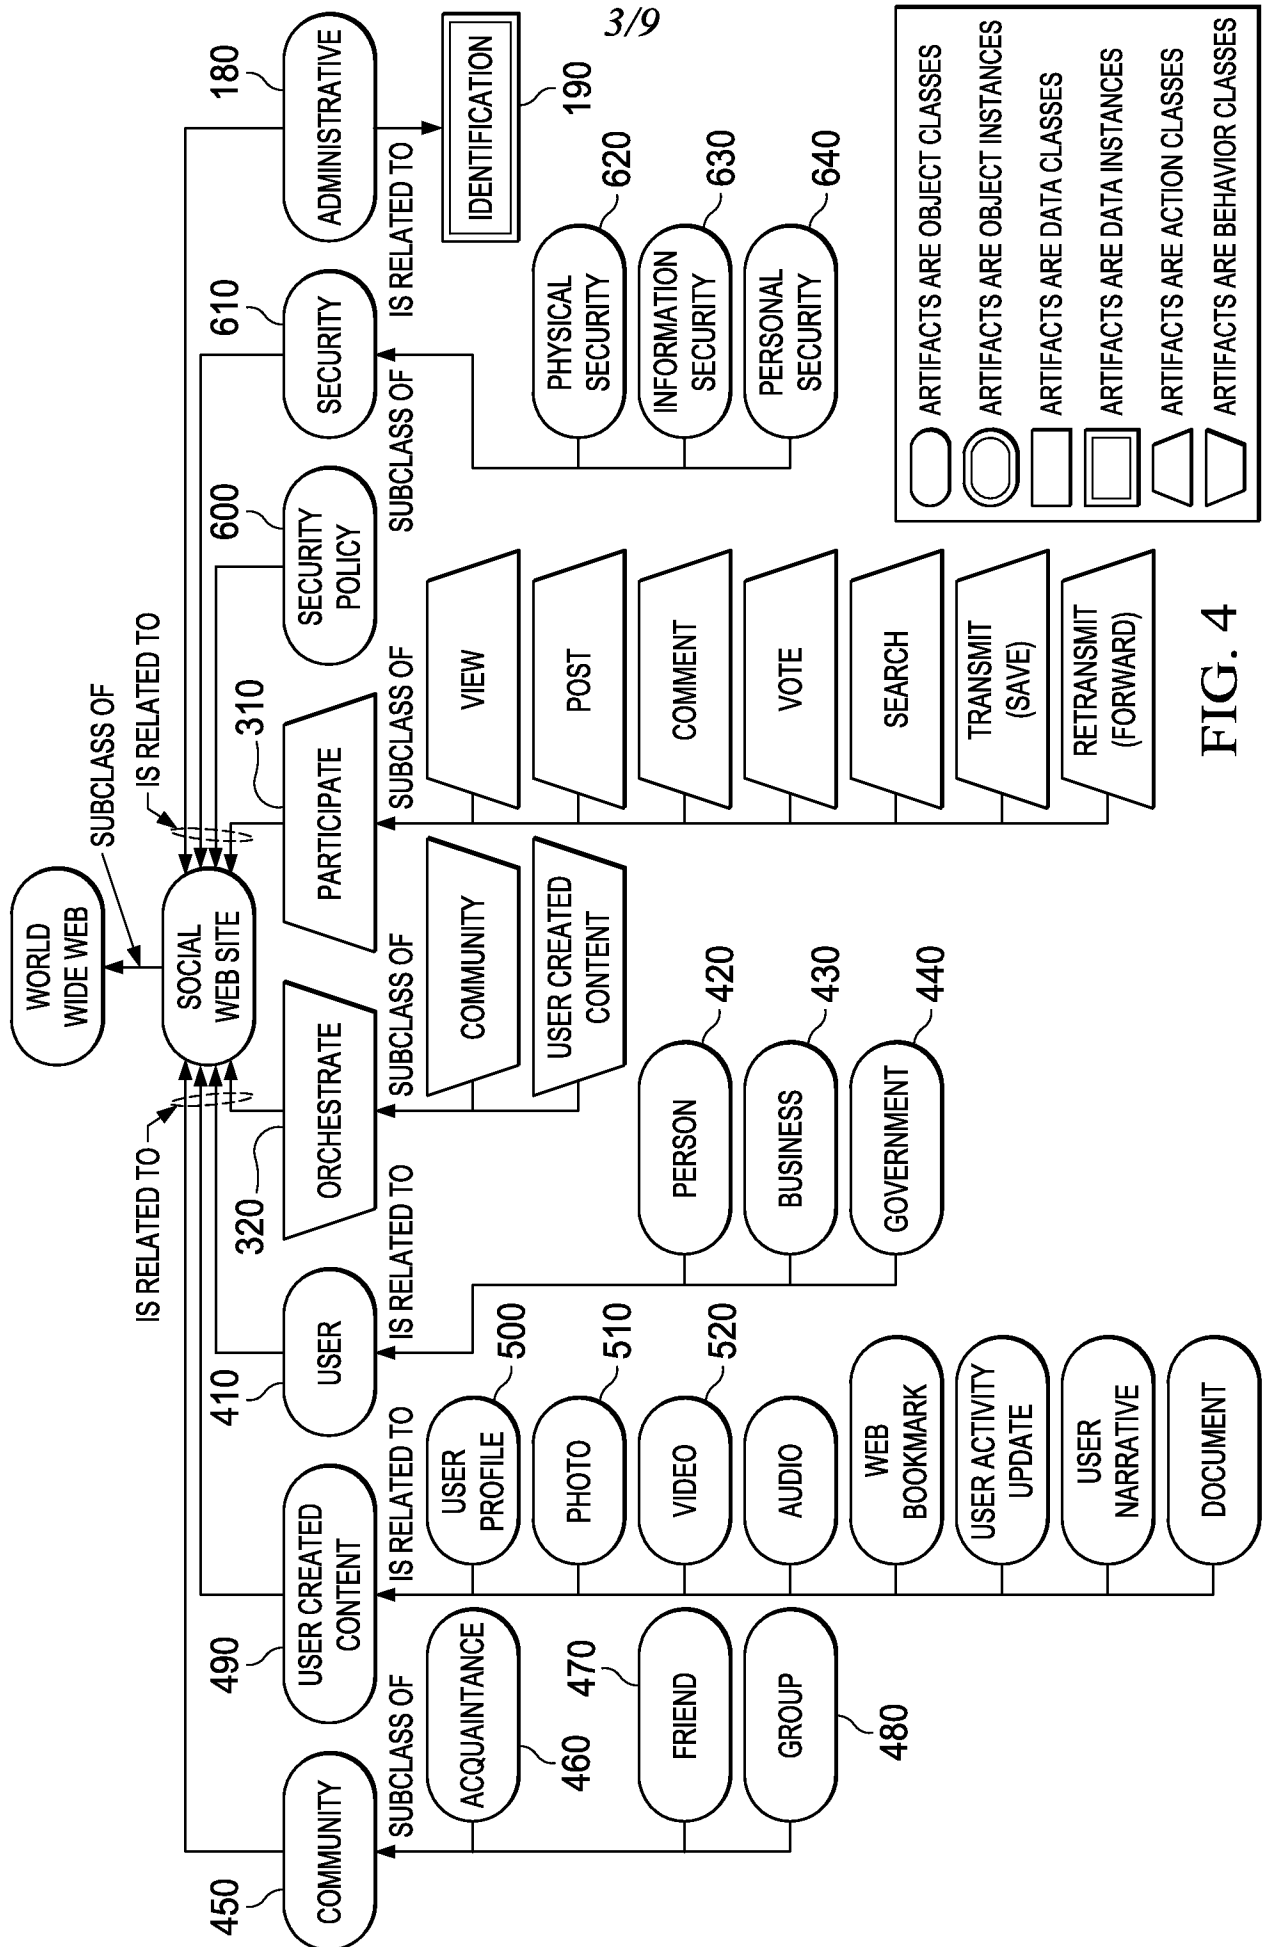 3/9
WORLD
WIDE WEB
SUBCLASS OF
IS RELATED TO
IS RELATED TO
SOCIAL
WEB SITE
450
COMMUNITY
490
USER CREATED
CONTENT
410
USER
320
ORCHESTRATE
310
PARTICIPATE
600
SECURITY
POLICY
610
SECURITY
180
ADMINISTRATIVE
SUBCLASS OF
IS RELATED TO
IS RELATED TO
SUBCLASS OF
SUBCLASS OF
SUBCLASS OF
IS RELATED TO
ACQUAINTANCE
460
470
FRIEND
GROUP
480
USER
PROFILE
500
PHOTO
510
VIDEO
520
AUDIO
WEB
BOOKMARK
USER ACTIVITY
UPDATE
USER
NARRATIVE
DOCUMENT
PERSON
420
BUSINESS
430
GOVERNMENT
440
COMMUNITY
USER CREATED
CONTENT
VIEW
POST
COMMENT
VOTE
SEARCH
TRANSMIT
(SAVE)
RETRANSMIT
(FORWARD)
PHYSICAL
SECURITY
620
INFORMATION
SECURITY
630
PERSONAL
SECURITY
640
IDENTIFICATION
190
ARTIFACTS ARE OBJECT CLASSES
ARTIFACTS ARE OBJECT INSTANCES
ARTIFACTS ARE DATA CLASSES
ARTIFACTS ARE DATA INSTANCES
ARTIFACTS ARE ACTION CLASSES
ARTIFACTS ARE BEHAVIOR CLASSES
FIG. 4